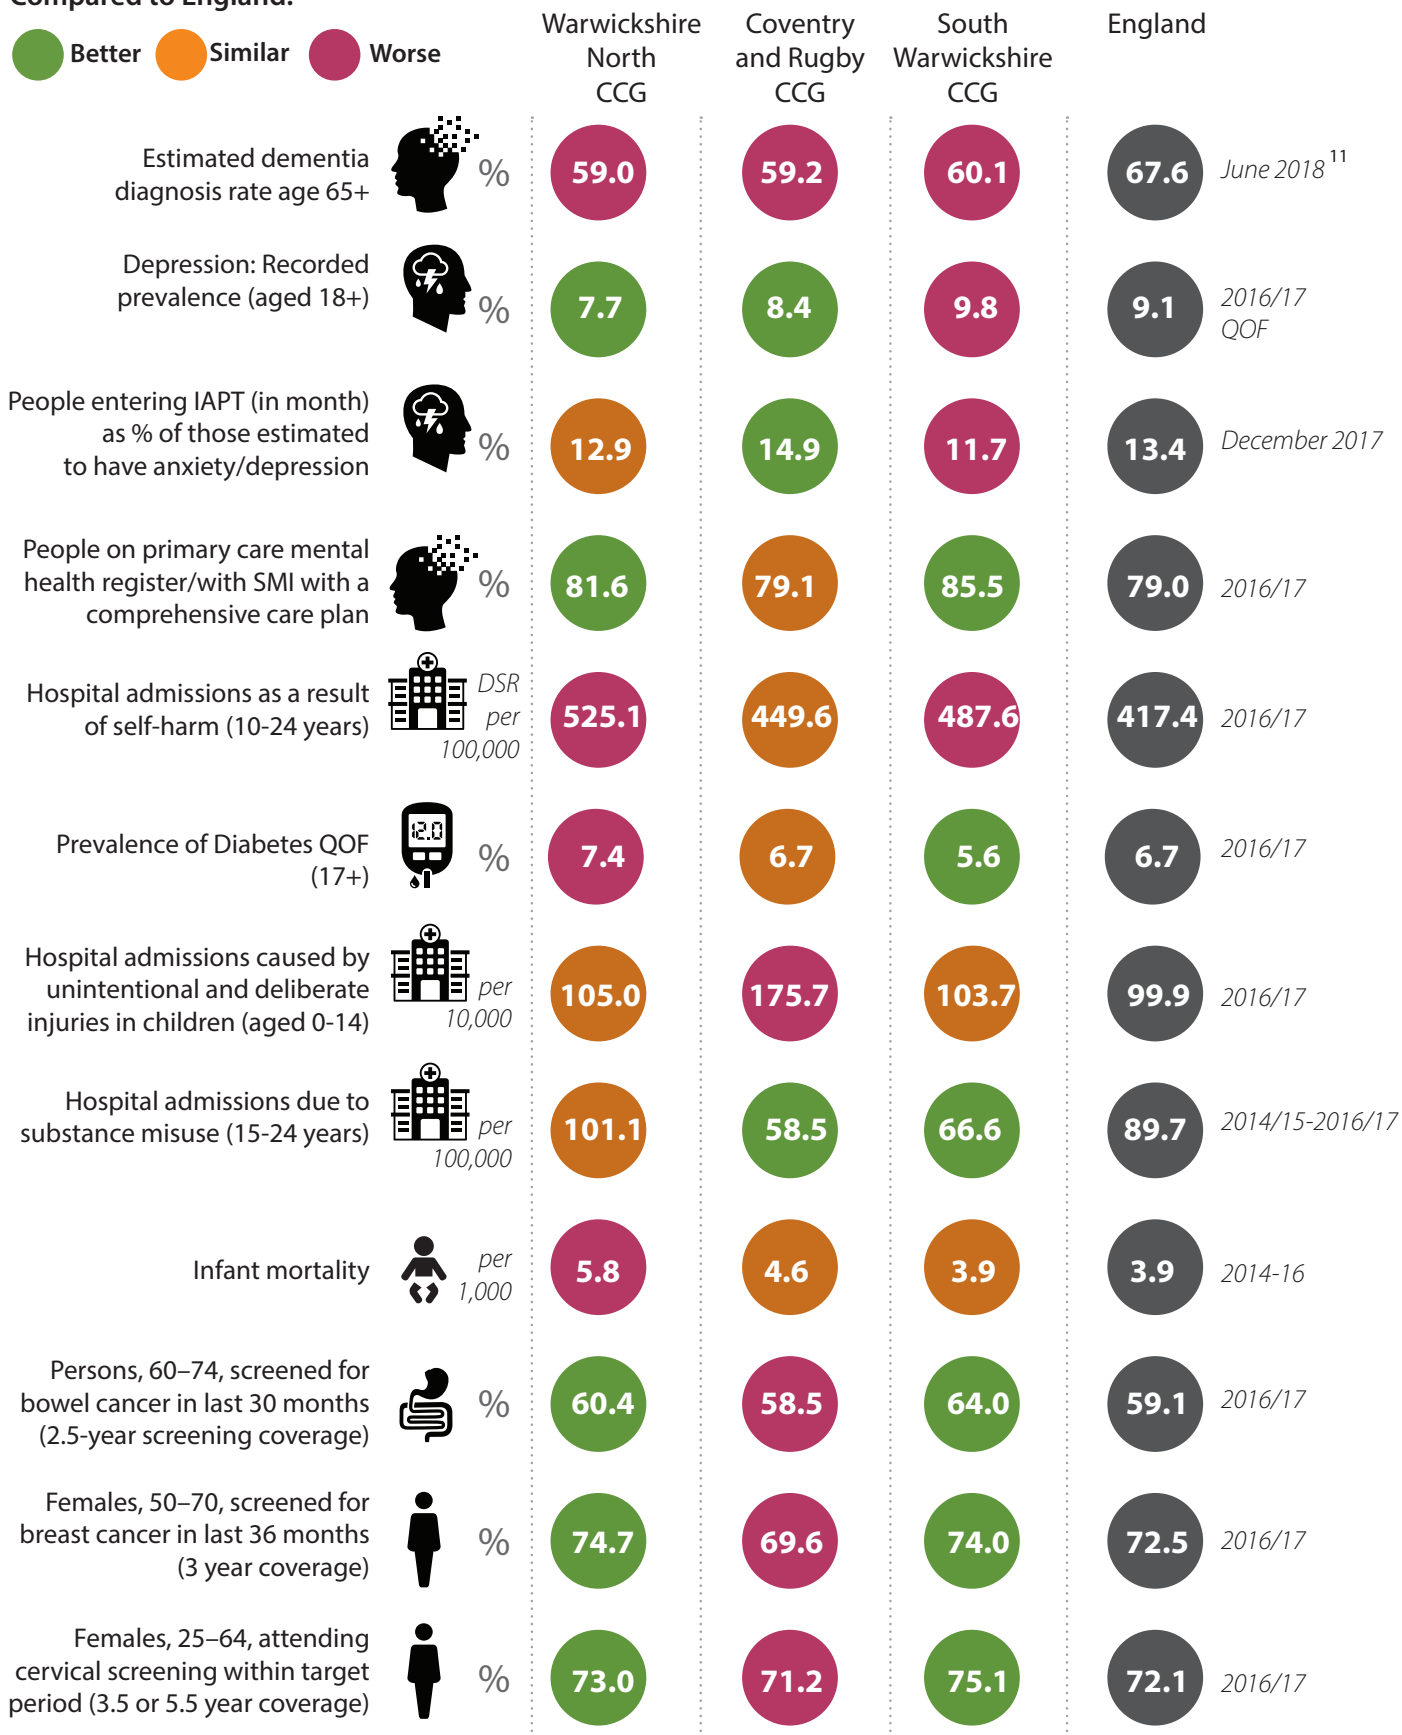 Compared to England:
Better Similar Worse
Warwickshire
North
CCG
Coventry
and Rugby
CCG
South
Warwickshire
CCG
England
Estimated dementia
diagnosis rate age 65+
% 59.0 59.2 60.1 67.6 June 2018 11
Depression: Recorded
prevalence (aged 18+)
% 7.7 8.4 9.8 9.1 2016/17
QOF
People entering IAPT (in month)
as % of those estimated
to have anxiety/depression
% 12.9 14.9 11.7 13.4 December 2017
People on primary care mental
health register/with SMI with a
comprehensive care plan
% 81.6 79.1 85.5 79.0 2016/17
Hospital admissions as a result
of self-harm (10-24 years)
DSR
per
100,000
525.1 449.6 487.6 417.4 2016/17
Prevalence of Diabetes QOF
(17+)
12.0
% 7.4 6.7 5.6 6.7 2016/17
Hospital admissions caused by
unintentional and deliberate
injuries in children (aged 0-14)
per
10,000
105.0 175.7 103.7 99.9 2016/17
Hospital admissions due to
substance misuse (15-24 years)
per
100,000
101.1 58.5 66.6 89.7 2014/15-2016/17
Infant mortality
per
1,000
5.8 4.6 3.9 3.9 2014-16
Persons, 60–74, screened for
bowel cancer in last 30 months
(2.5-year screening coverage)
% 60.4 58.5 64.0 59.1 2016/17
Females, 50–70, screened for
breast cancer in last 36 months
(3 year coverage)
% 74.7 69.6 74.0 72.5 2016/17
Females, 25–64, attending
cervical screening within target
period (3.5 or 5.5 year coverage)
% 73.0 71.2 75.1 72.1 2016/17